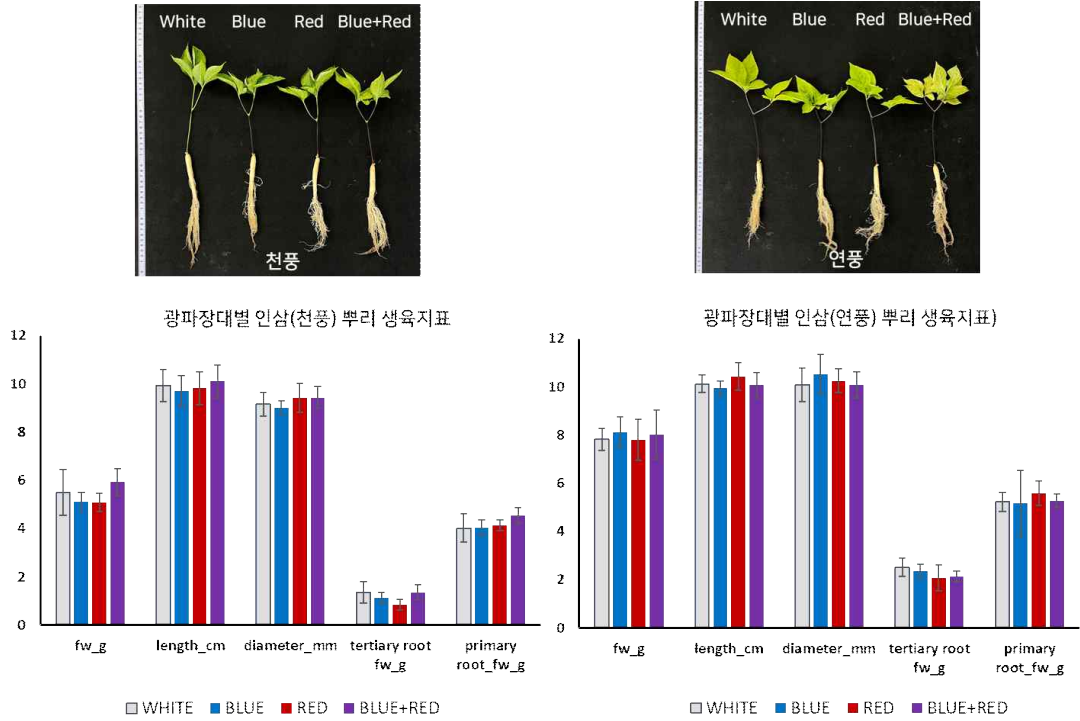 White Blue Red Blue+Red
천풍
White Blue Red Blue+Red
연풍
광파장대별 인삼(천풍) 뿌리 생육지표
12
10
8
6
4
2
0
fw_g length_cm diameter_mm tertiary root primary
fw_g root_fw_g
WHITE BLUE RED BLUE+RED
광파장대별 인삼(연풍) 뿌리 생육지표)
12
10
8
6
4
2
0
fw_g length_cm diameter_mm tertiary root primary
fw_g root_fw_g
WHITE BLUE RED BLUE+RED